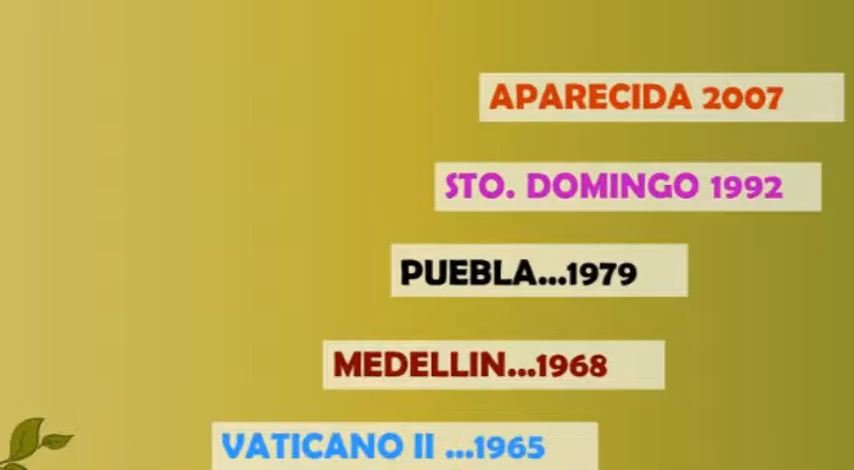 APARECIDA 2007
STO. DOMINGO 1992
PUEBLA...1979
MEDELLIN...1968
VATICANO II ...1965